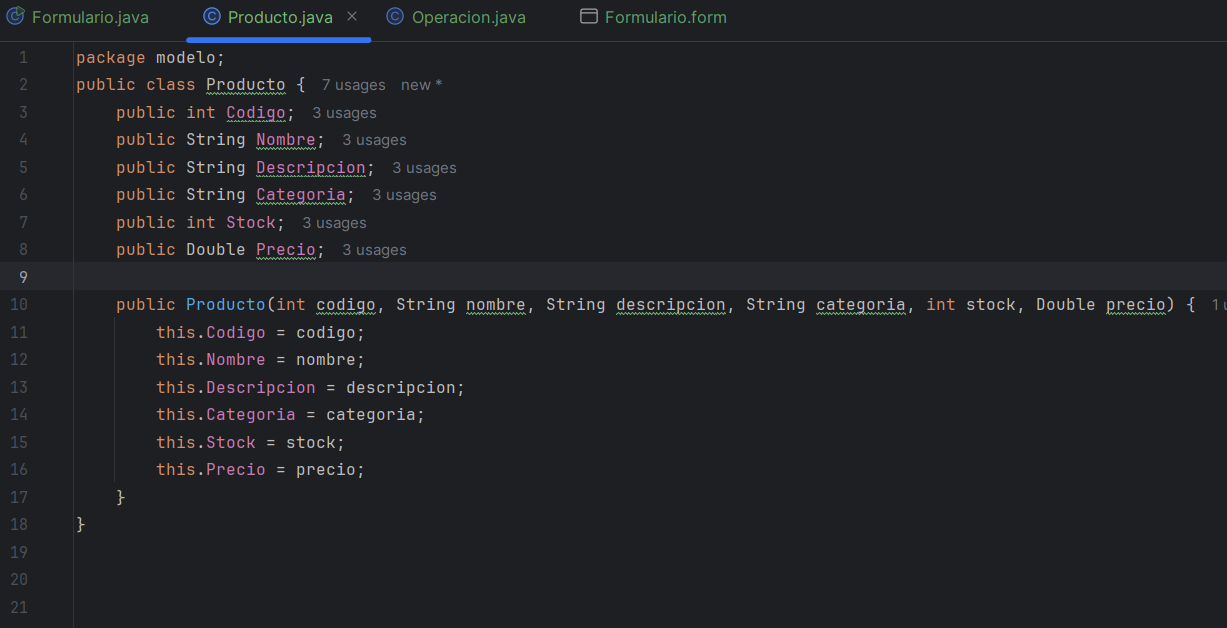 Formulario.java Producto.java Operacion.java Formulario.form
1 package modelo;
2 public class Producto { 7 usages new *
3 public int Codigo; 3 usages
4 public String Nombre; 3 usages
5 public String Descripcion; 3 usages
6 public String Categoria; 3 usages
7 public int Stock; 3 usages
8 public Double Precio; 3 usages
9
10 public Producto(int codigo, String nombre, String descripcion, String categoria, int stock, Double precio) { 1
11 this.Codigo = codigo;
12 this.Nombre = nombre;
13 this.Descripcion = descripcion;
14 this.Categoria = categoria;
15 this.Stock = stock;
16 this.Precio = precio;
17 }
18 }
19
20
21